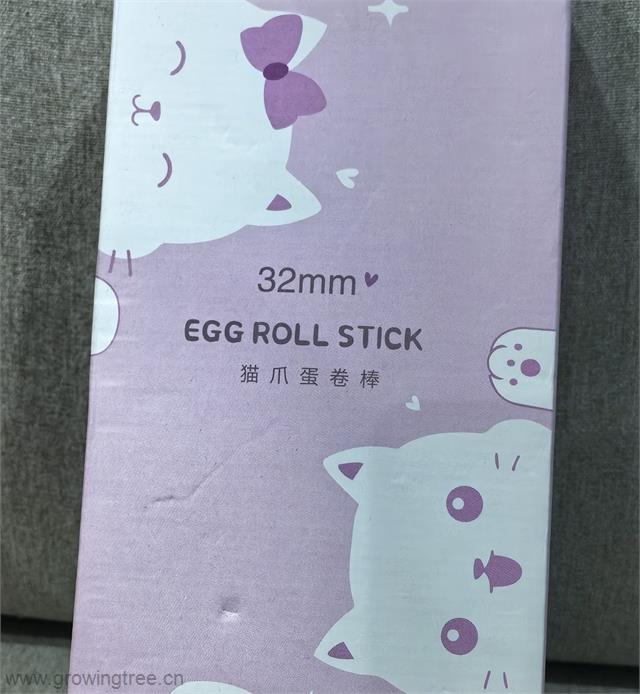 32mm
EGG ROLL STICK
猫爪蛋卷棒
www.growingtree.cn